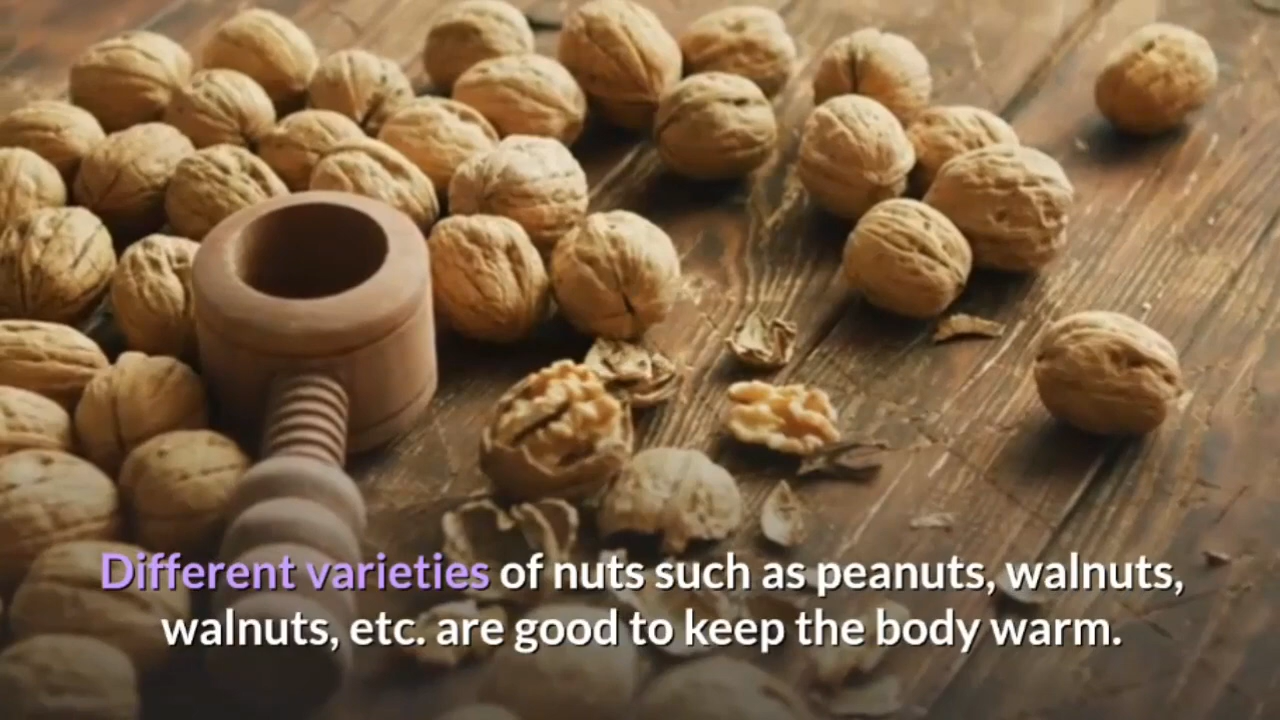 Different varieties of nuts such as peanuts, walnuts,
walnuts, etc. are good to keep the body warm.